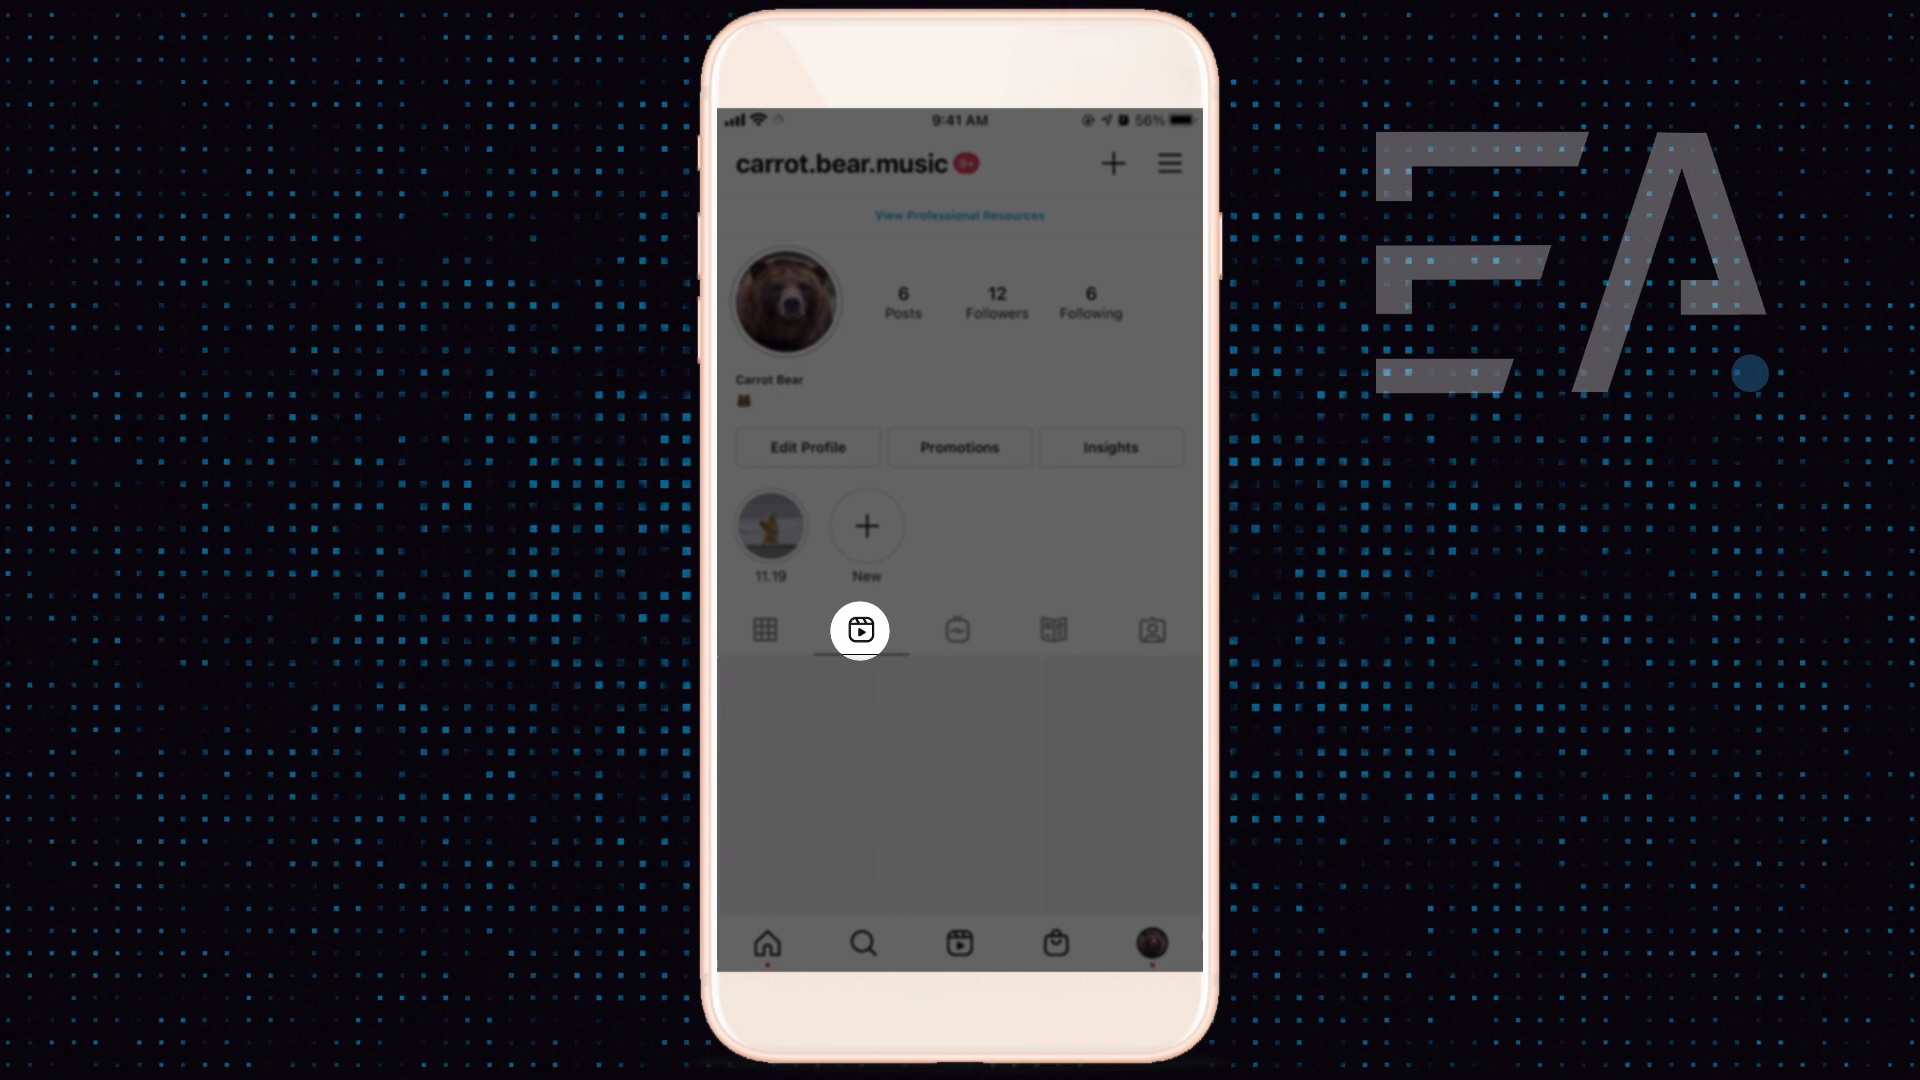 9:41 AM
56%
carrot.bear.music 9+
View Professional Resources
6
Posts
12
Followers
6
Following
Carrot Bear
Edit Profile
Promotions
Insights
11.19
New
EA.